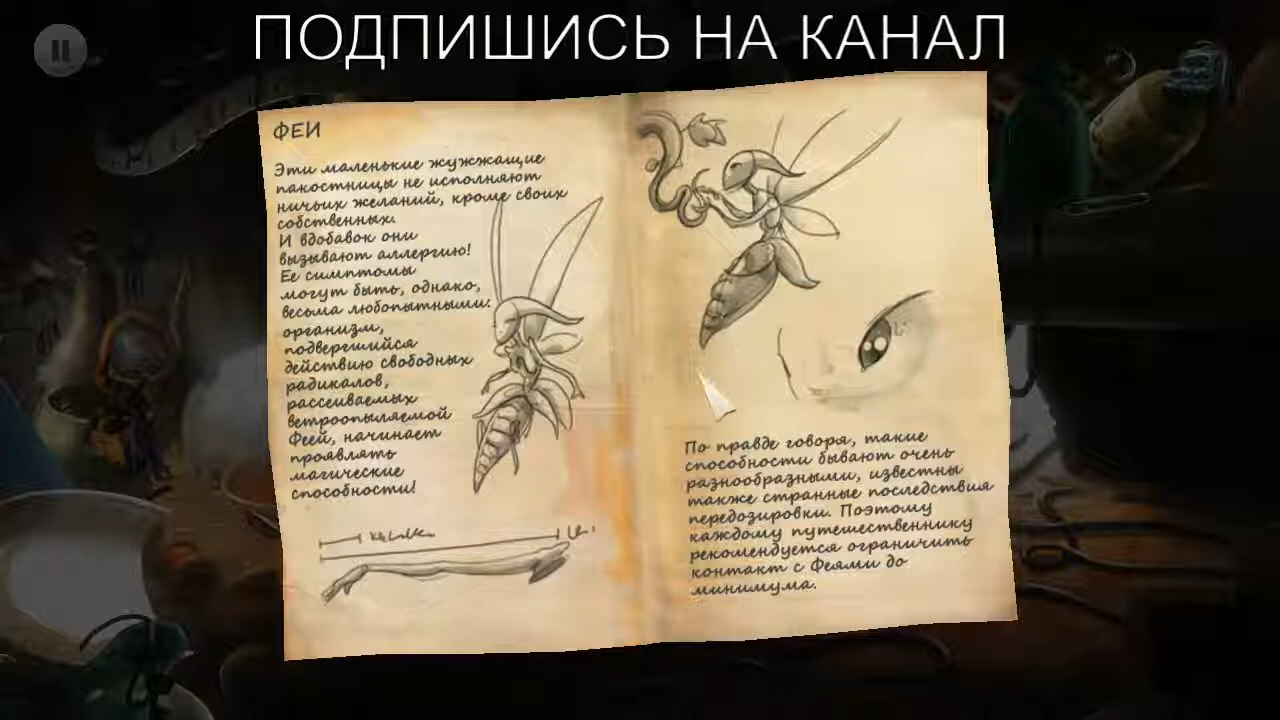 ПОДПИШИСЬ НА КАНАЛ
ФЕИ
Эти маленькие жужжащие
пакостницы не исполняют
ничьих желаний, кроме своих
собственных.
И вдобавок они
вызывают аллергию!
Ее симптомы
могут быть, однако,
весьма любопытными:
организм,
подвергшийся
действию свободных
радикалов,
рассеиваемых
ветроопыляемой
Феей, начинает
проявлять
магические
способности!
По правде говоря, такие
способности бывают очень
разнообразными, известны
также странные последствия
передозировки. Поэтому
каждому путешественнику
рекомендуется ограничить
контакт с Феями до
минимума.